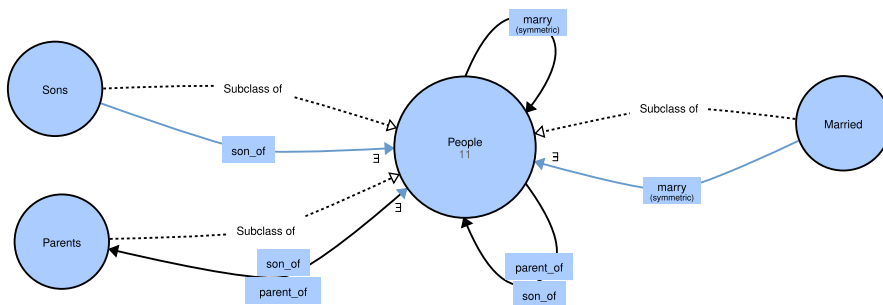 marry
(symmetric)
Sons
Subclass of
Subclass of
son_of
People
11
Married
∃
∃
marry
(symmetric)
∃
Parents
Subclass of
son_of
parent_of
parent_of
son_of